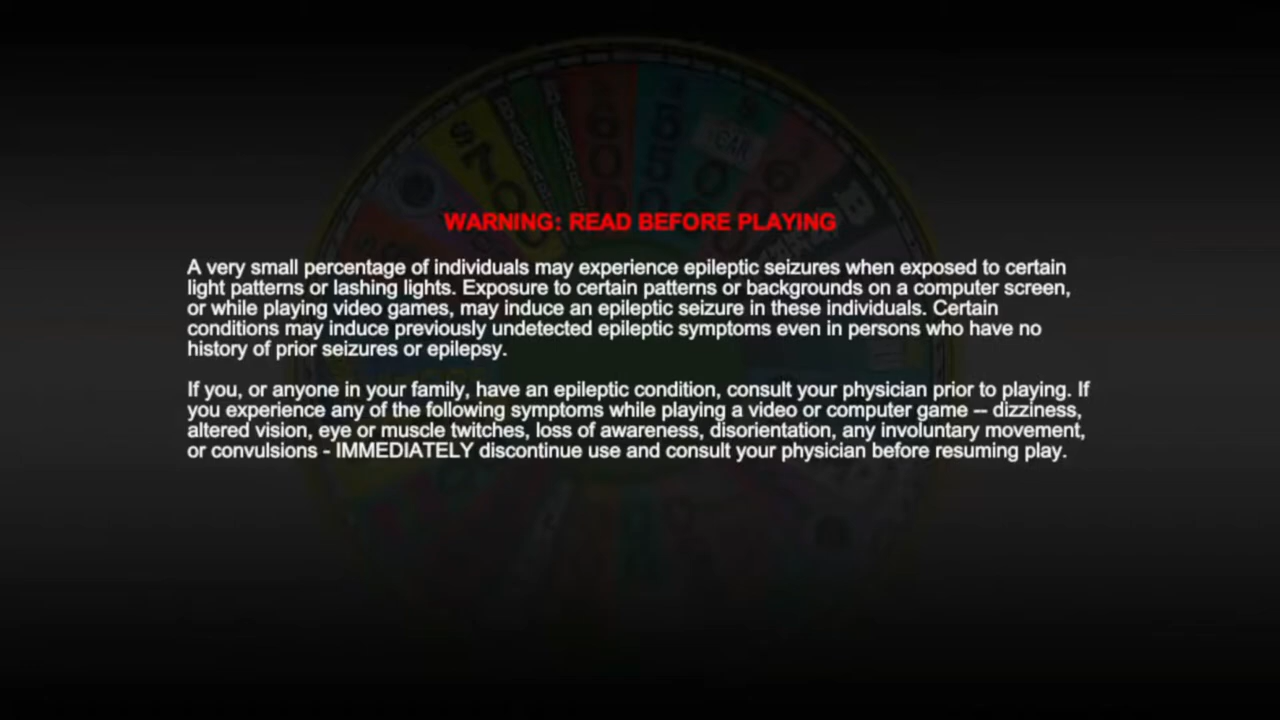 WARNING: READ BEFORE PLAYING
A very small percentage of individuals may experience epileptic seizures when exposed to certain
light patterns or lashing lights. Exposure to certain patterns or backgrounds on a computer screen,
or while playing video games, may induce an epileptic seizure in these individuals. Certain
conditions may induce previously undetected epileptic symptoms even in persons who have no
history of prior seizures or epilepsy.
If you, or anyone in your family, have an epileptic condition, consult your physician prior to playing. If
you experience any of the following symptoms while playing a video or computer game -- dizziness,
altered vision, eye or muscle twitches, loss of awareness, disorientation, any involuntary movement,
or convulsions - IMMEDIATELY discontinue use and consult your physician before resuming play.